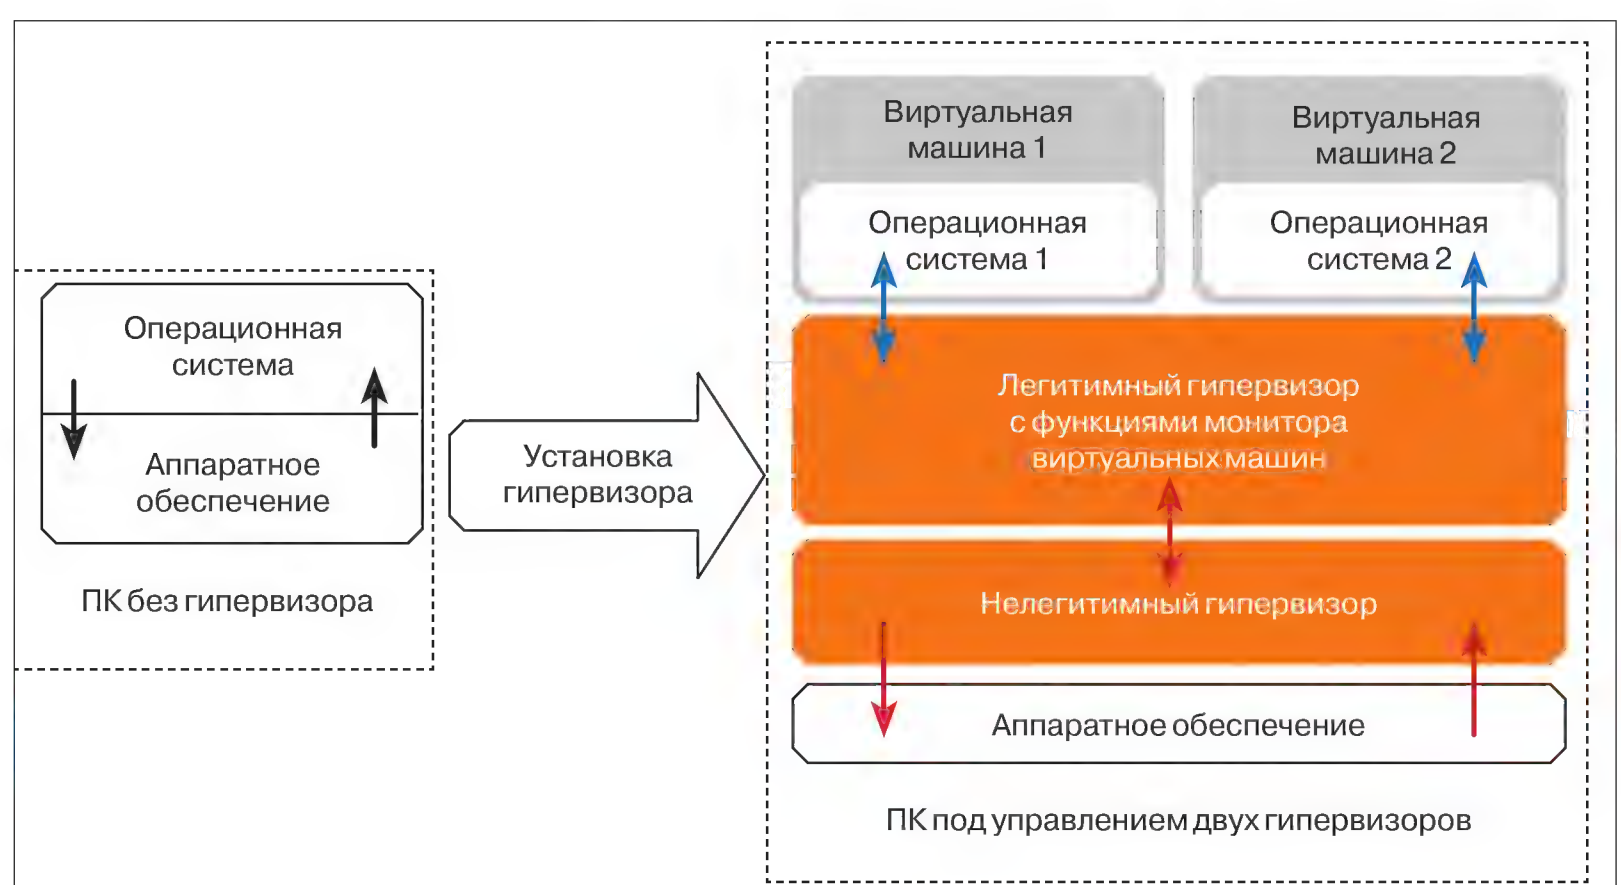 Операционная
система
Аппаратное
обеспечение
ПК без гипервизора
Установка
гипервизора
Виртуальная
машина 1
Операционная
система 1
Виртуальная
машина 2
Операционная
система 2
Легитимный гипервизор
с функциями монитора
виртуальных машин
Нелегитимный гипервизор
Аппаратное обеспечение
ПК под управлением двух гипервизоров